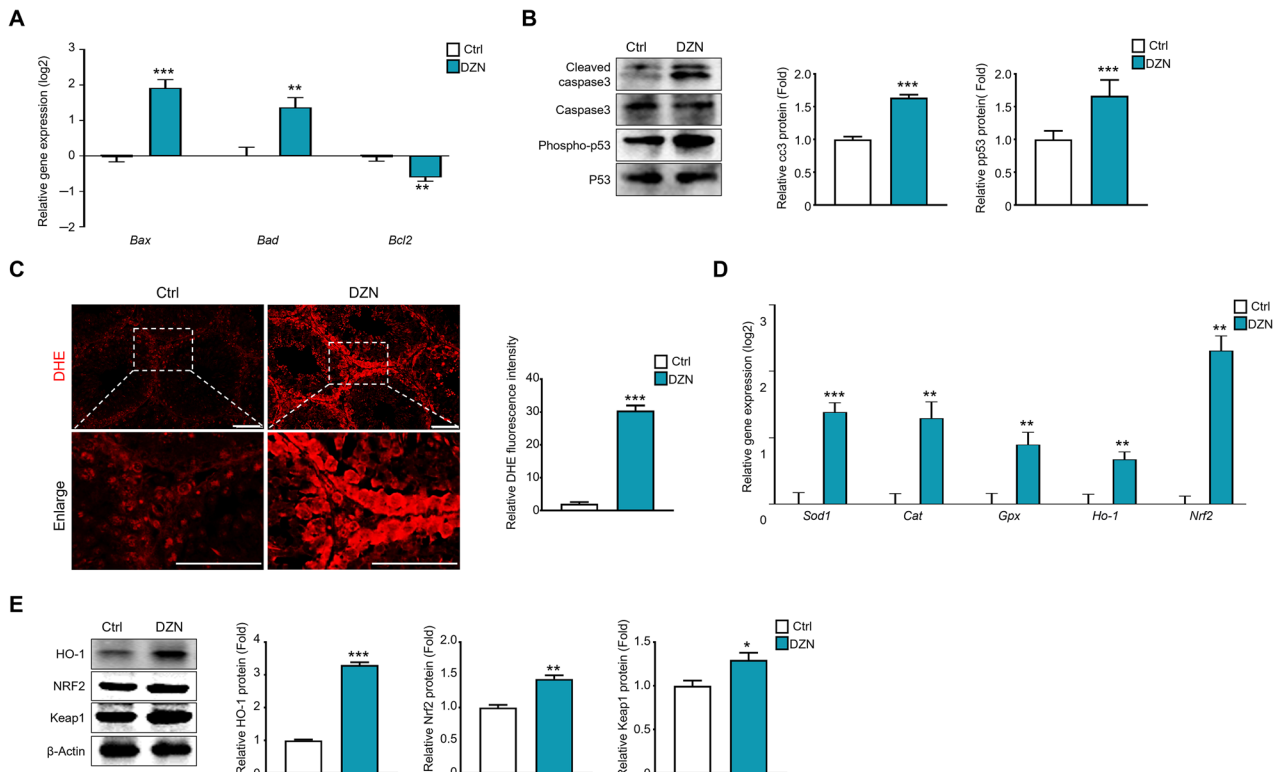 A
Relative gene expression (log2)
3
2
1
0
–1
–2
***
**
**
Bax
Bad
Bcl2
Ctrl
DZN
B
Ctrl
DZN
Cleaved
caspase3
Caspase3
Phospho-p53
P53
Relative cc3 protein (Fold)
2.0
1.5
1.0
0.5
0
***
Relative pp53 protein( Fold)
2.0
1.5
1.0
0.5
0
***
Ctrl
DZN
C
Ctrl
DZN
DHE
Enlarge
Relative DHE fluorescence intensity
40
30
20
10
0
***
Ctrl
DZN
D
Relative gene expression (log2)
3
2
1
0
***
**
**
**
**
Sod1
Cat
Gpx
Ho-1
Nrf2
Ctrl
DZN
E
Ctrl
DZN
HO-1
NRF2
Keap1
β-Actin
Relative HO-1 protein (Fold)
4
3
2
1
0
***
Relative Nrf2 protein (Fold)
2.0
1.5
1.0
0.5
0
**
Relative Keap1 protein (Fold)
1.5
1.0
0.5
0
*
Ctrl
DZN